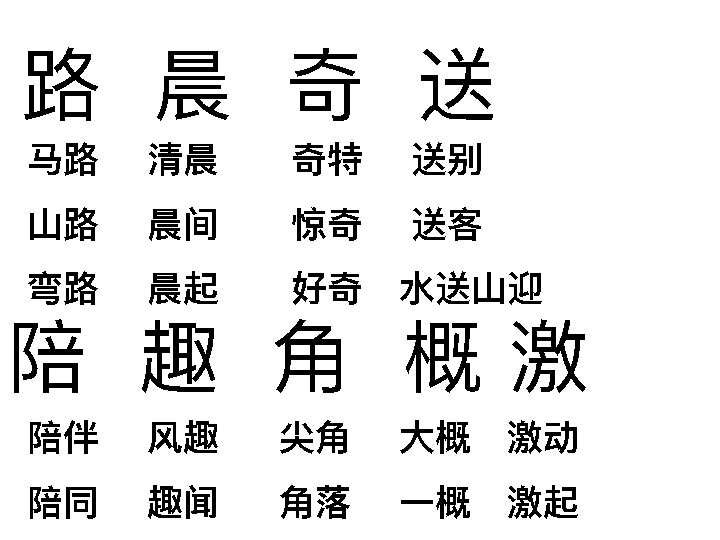 路 晨 奇 送
马路 清晨 奇特 送别
山路 晨间 惊奇 送客
弯路 晨起 好奇 水送山迎
陪 趣 角 概 激
陪伴 风趣 尖角 大概 激动
陪同 趣闻 角落 一概 激起